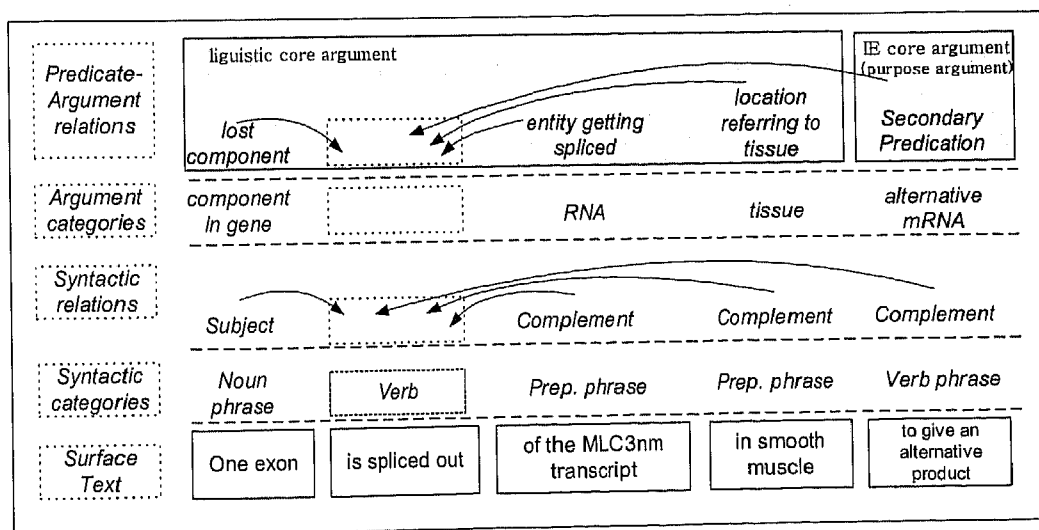 liguistic core argument
IE core argument
(purpose argument)
Predicate-
Argument
relations
lost
component
entity getting
spliced
location
referring to
tissue
Secondary
Predication
Argument
categories
component
In gene
RNA
tissue
alternative
mRNA
Syntactic
relations
Subject
Complement
Complement
Complement
Syntactic
categories
Noun
phrase
Verb
Prep. phrase
Prep. phrase
Verb phrase
Surface
Text
One exon
is spliced out
of the MLC3nm
transcript
in smooth
muscle
to give an
alternative
product